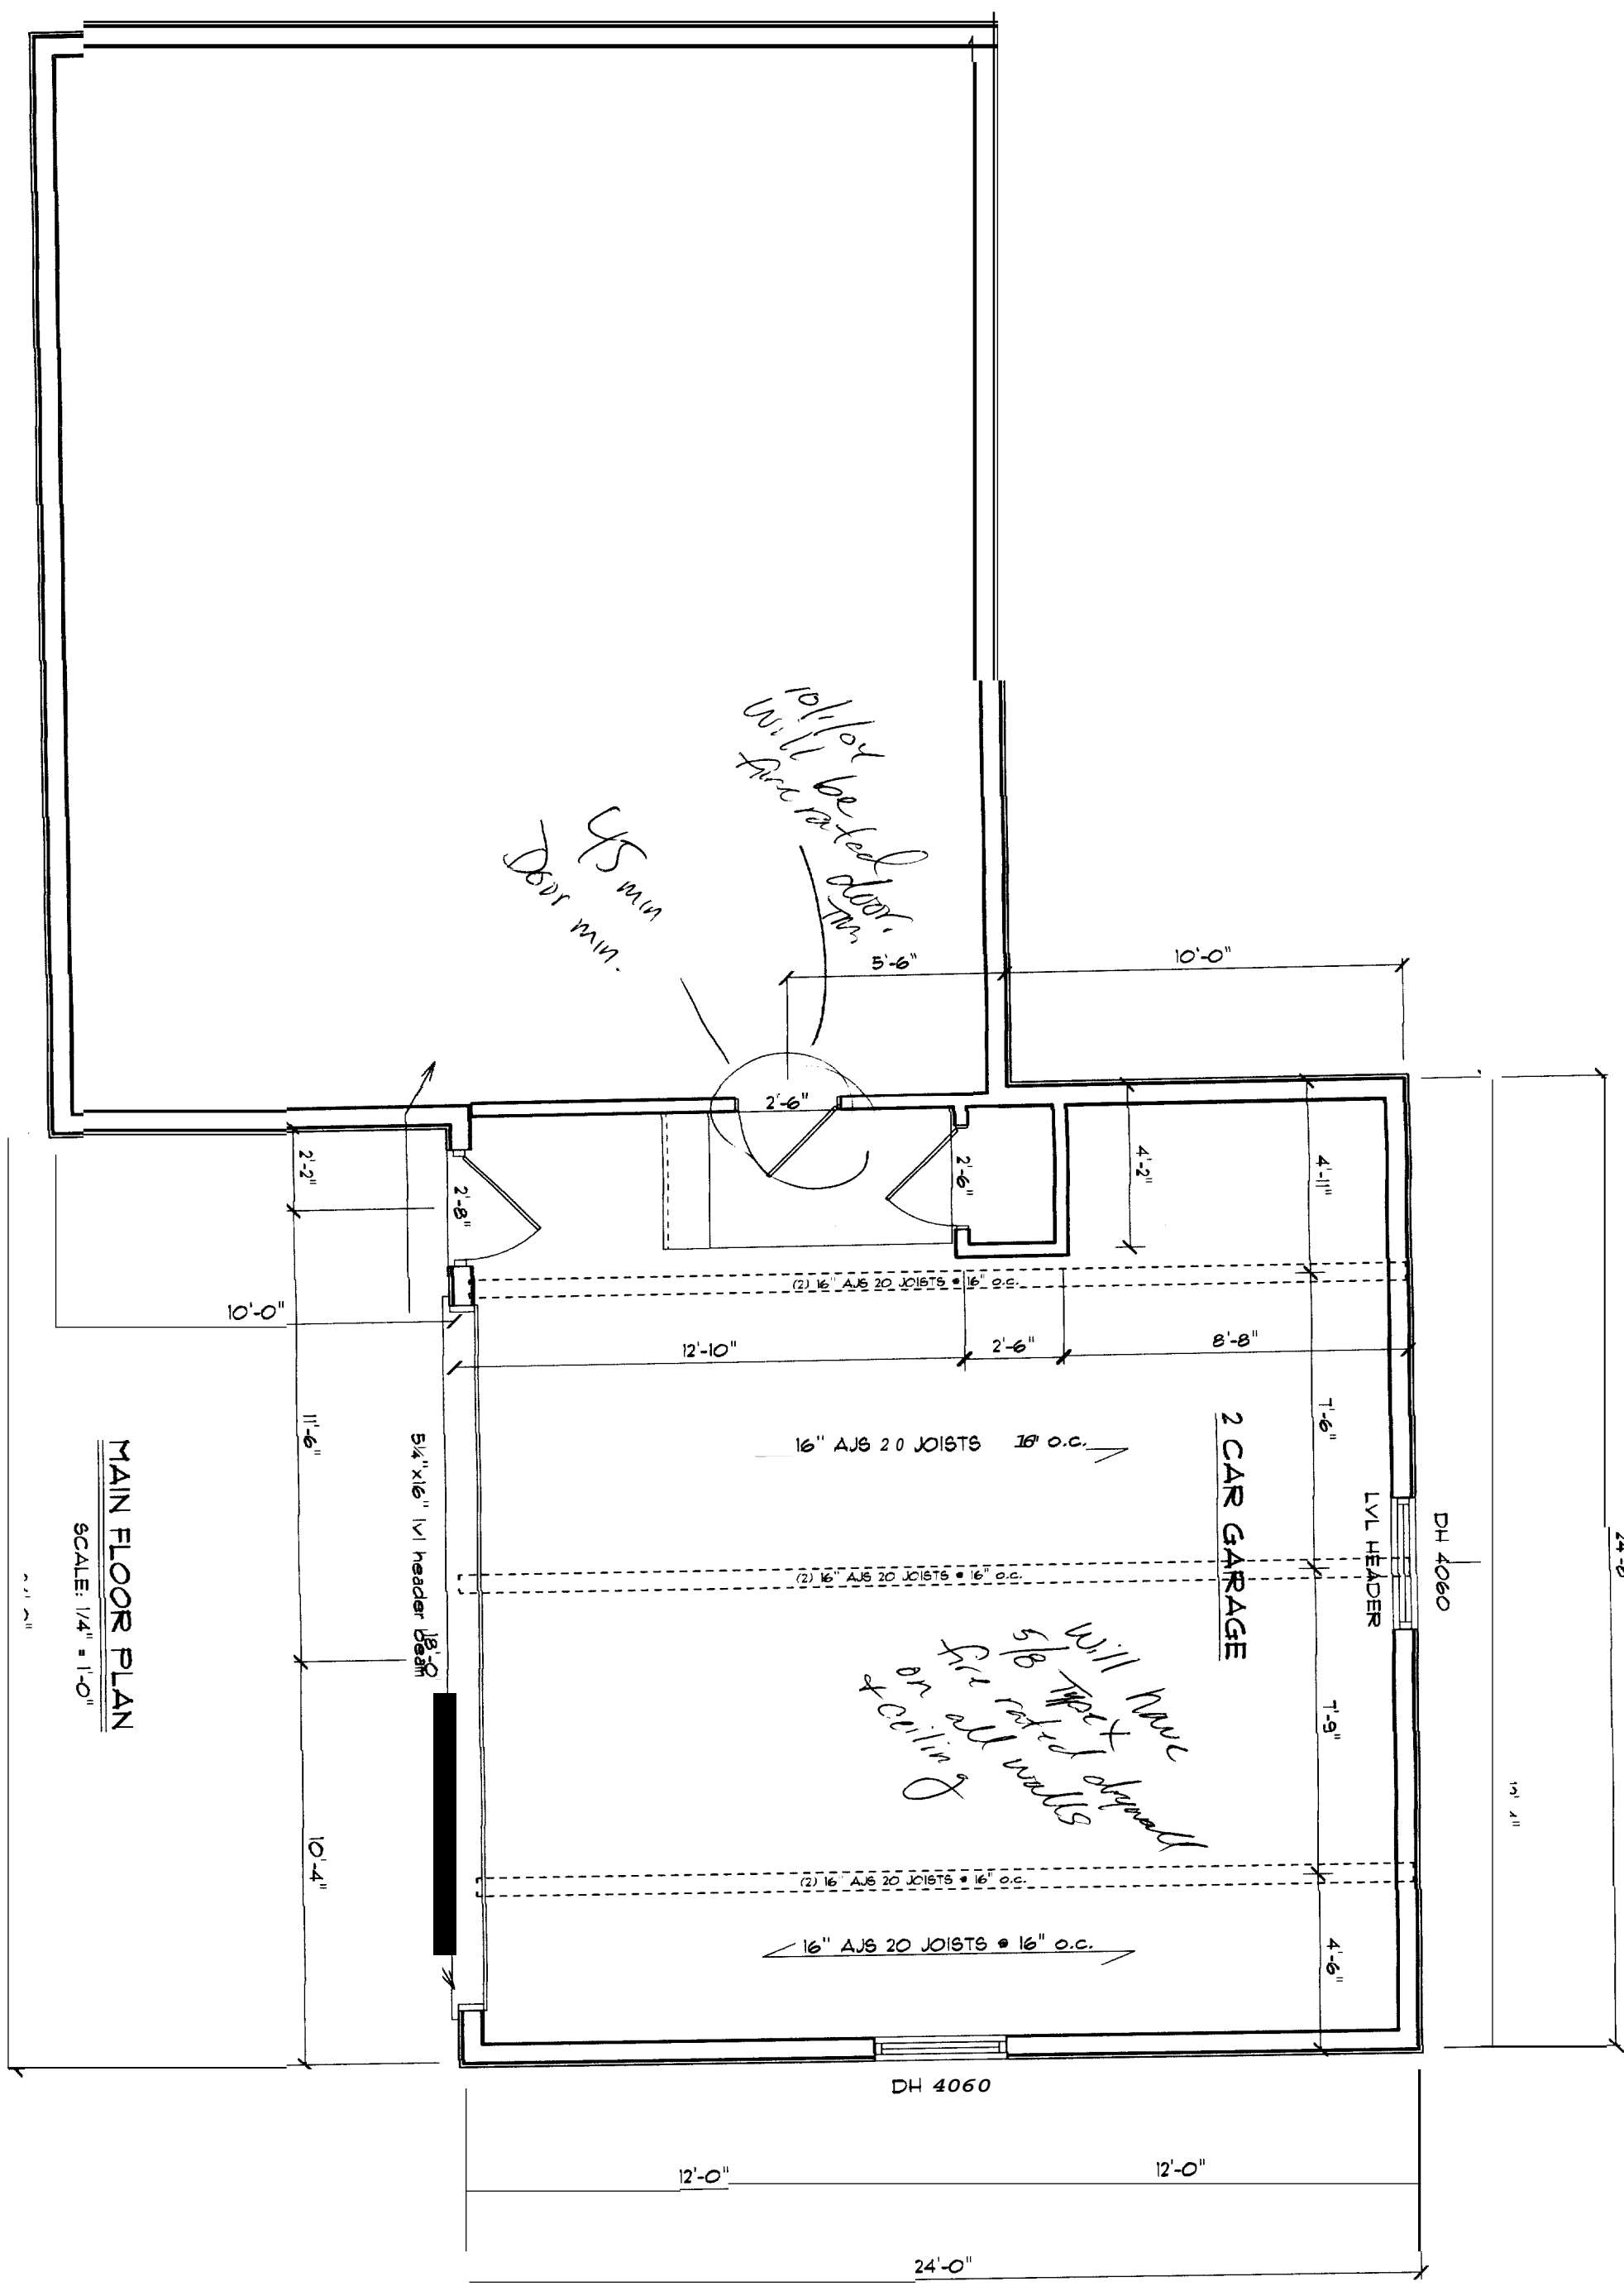 10/1/04
Will be
fire rated
door.
45 min
Door min.
5'-6"
10'-0"
2'-6"
2'-6"
4'-2"
4'-11"
2'-2"
2'-8"
(2) 16" AJS 20 JOISTS @ 16" o.c.
10'-0"
12'-10"
2'-6"
8'-8"
7'-6"
11'-6"
16" AJS 20 JOISTS 16" o.c.
2 CAR GARAGE
LVL HEADER
DH 4060
24'-0"
MAIN FLOOR PLAN
SCALE: 1/4" = 1'-0"
5 1/4" x 16" lvl header beam
18'-0
(2) 16" AJS 20 JOISTS @ 16" o.c.
Will have
5/8 Type X
fire rated drywall
on all walls
+ ceiling
7'-9"
10'-4"
(2) 16" AJS 20 JOISTS @ 16" o.c.
16" AJS 20 JOISTS @ 16" o.c.
4'-6"
DH 4060
12'-0"
12'-0"
24'-0"